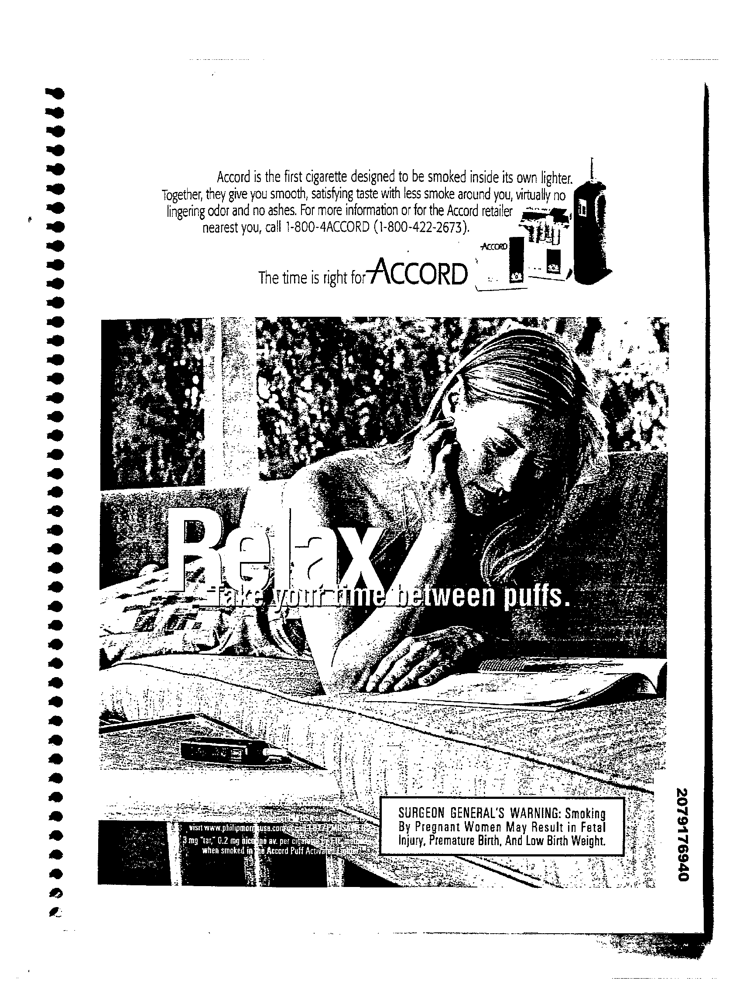 Accord is the first cigarette designed to be smoked inside its own lighter.
Together, they give you smooth, satisfying taste with less smoke around you, virtually no
lingering odor and no ashes. For more information or for the Accord retailer
nearest you, call 1-800-4ACCORD (1-800-422-2673).
ACCORD
The time is right for ACCORD
Relax
Take your time between puffs.
visit www.philipmorrisusa.com
3 mg "tar," 0.2 mg nicotine av. per cigarette
when smoked in the Accord Puff
SURGEON GENERAL'S WARNING: Smoking
By Pregnant Women May Result in Fetal
Injury, Premature Birth, And Low Birth Weight.
2079176940